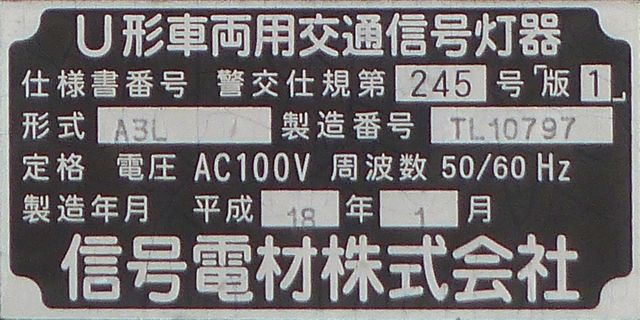 U形車両用交通信号灯器
仕様書番号 警交仕規第 245 号「版1」
形式 A3L 製造番号 TL10797
定格 電圧 AC100V 周波数 50/60Hz
製造年月 平成 18 年 1 月
信号電材株式会社